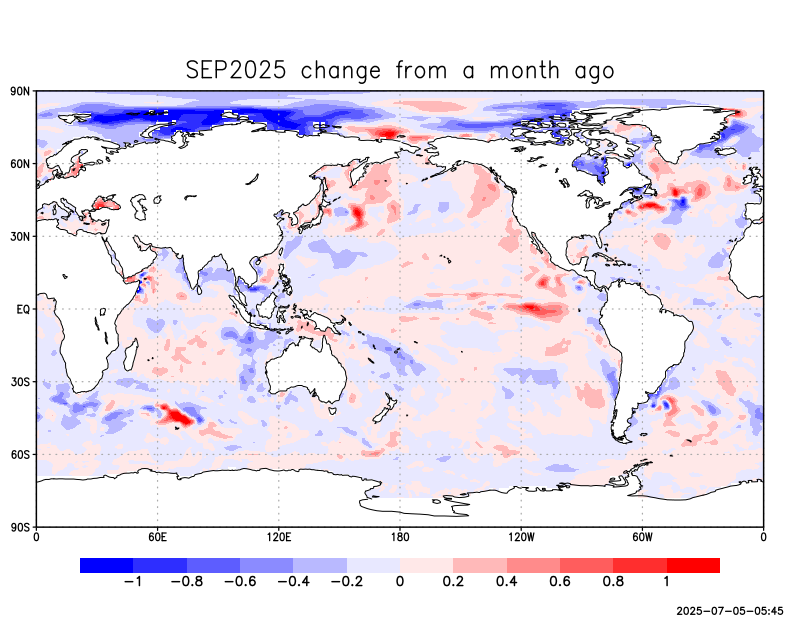 SEP2025 change from a month ago
90N
60N
30N
EQ
30S
60S
90S
0 60E 120E 180 120W 60W 0
-1 -0.8 -0.6 -0.4 -0.2 0 0.2 0.4 0.6 0.8 1
2025-07-05-05:45